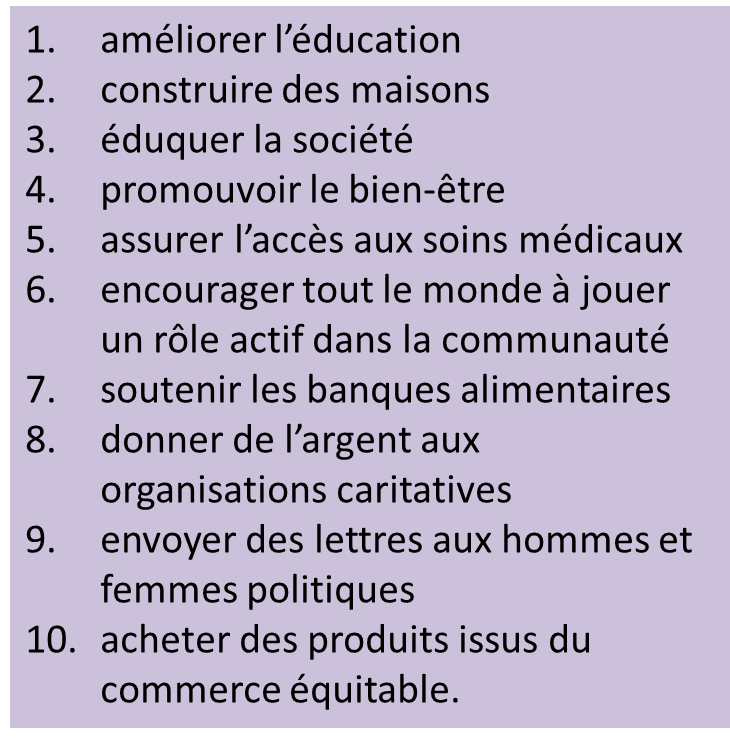 1. améliorer l’éducation
2. construire des maisons
3. éduquer la société
4. promouvoir le bien-être
5. assurer l’accès aux soins médicaux
6. encourager tout le monde à jouer
un rôle actif dans la communauté
7. soutenir les banques alimentaires
8. donner de l’argent aux
organisations caritatives
9. envoyer des lettres aux hommes et
femmes politiques
10. acheter des produits issus du
commerce équitable.